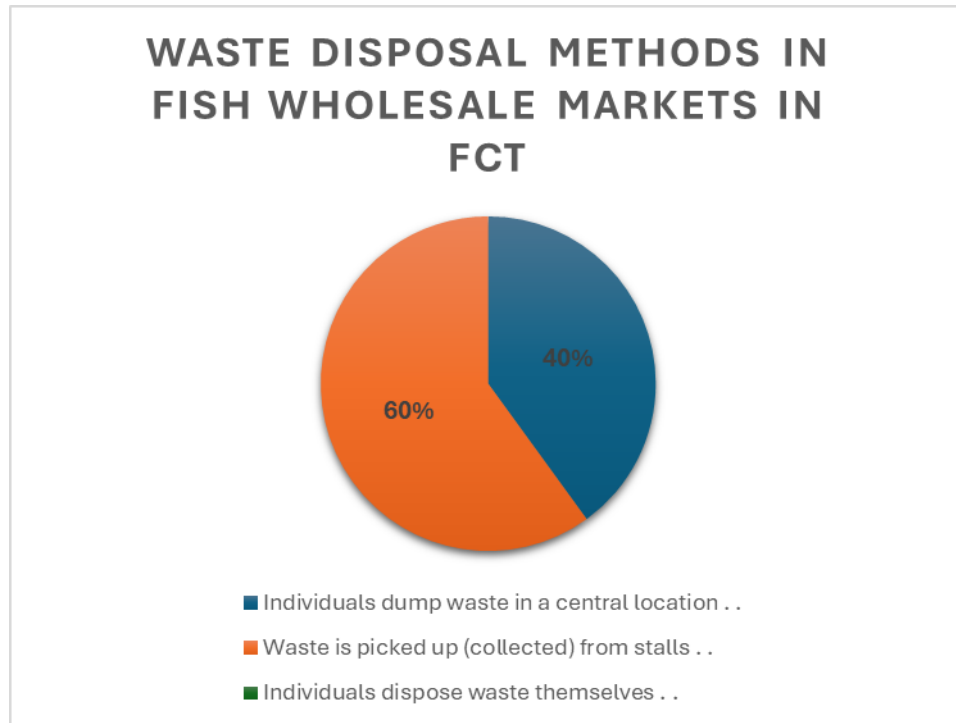 WASTE DISPOSAL METHODS IN
FISH WHOLESALE MARKETS IN
FCT
40%
60%
Individuals dump waste in a central location . .
Waste is picked up (collected) from stalls . .
Individuals dispose waste themselves . .